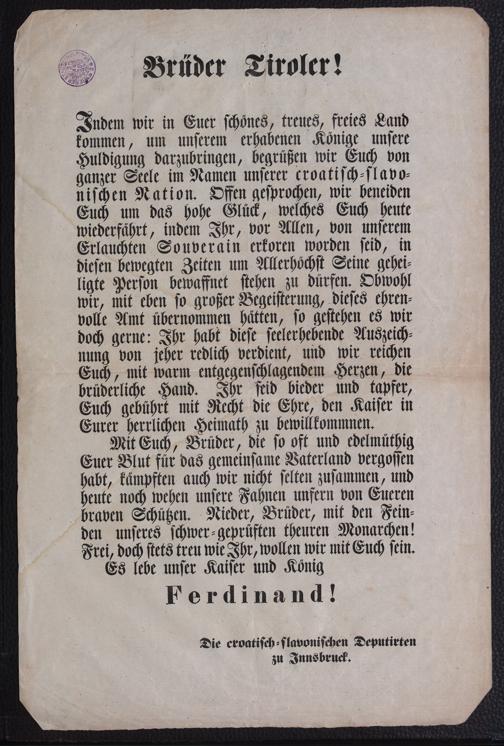 Brüder Tiroler!
Indem wir in Euer schönes, treues, freies Land
kommen, um unserem erhabenen Könige unsere
Huldigung darzubringen, begrüßen wir Euch von
ganzer Seele im Namen unserer croatisch-slavo-
nischen Nation. Offen gesprochen, wir beneiden
Euch um das hohe Glück, welches Euch heute
wiederfährt, indem Ihr, vor Allen, von unserem
Erlauchten Souverain erkoren worden seid, in
diesen bewegten Zeiten um Allerhöchst Seine gehei-
ligte Person bewaffnet stehen zu dürfen. Obwohl
wir, mit eben so großer Begeisterung, dieses ehren-
volle Amt übernommen hätten, so gestehen es wir
doch gerne: Ihr habt diese seelerhebende Auszeich-
nung von jeher redlich verdient, und wir reichen
Euch, mit warm entgegenschlagendem Herzen, die
brüderliche Hand. Ihr seid bieder und tapfer,
Euch gebührt mit Recht die Ehre, den Kaiser in
Eurer herrlichen Heimath zu bewillkommnen.
Mit Euch, Brüder, die so oft und edelmüthig
Euer Blut für das gemeinsame Vaterland vergossen
habt, kämpften auch wir nicht selten zusammen, und
heute noch wehen unsere Fahnen unfern von Eueren
braven Schützen. Nieder, Brüder, mit den Fein-
den unseres schwer-geprüften theuren Monarchen!
Frei, doch stets treu wie Ihr, wollen wir mit Euch sein.
Es lebe unser Kaiser und König
Ferdinand!
Die croatisch-slavonischen Deputirten
zu Innsbruck.